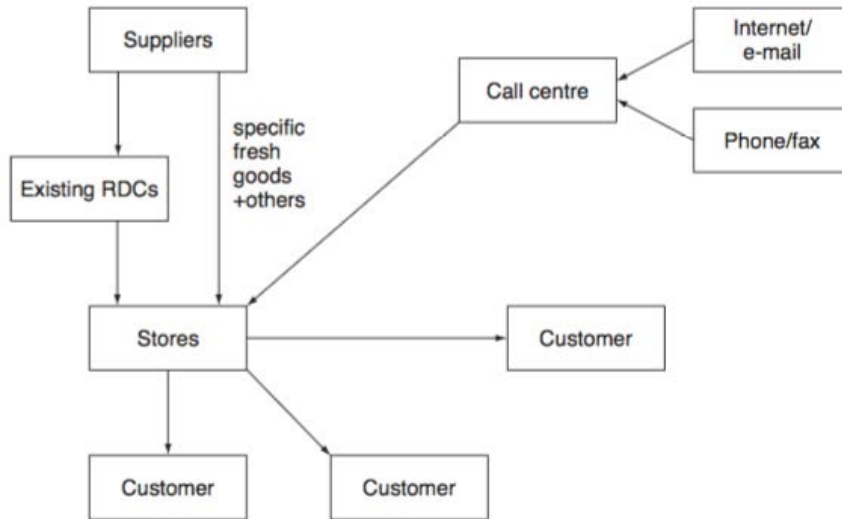 Suppliers
Internet/
e-mail
Call centre
specific
fresh
goods
+others
Phone/fax
Existing RDCs
Stores
Customer
Customer
Customer